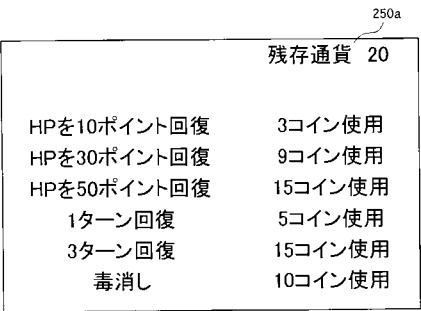 250a
残存通貨 20
HPを10ポイント回復 3コイン使用
HPを30ポイント回復 9コイン使用
HPを50ポイント回復 15コイン使用
1ターン回復 5コイン使用
3ターン回復 15コイン使用
毒消し 10コイン使用